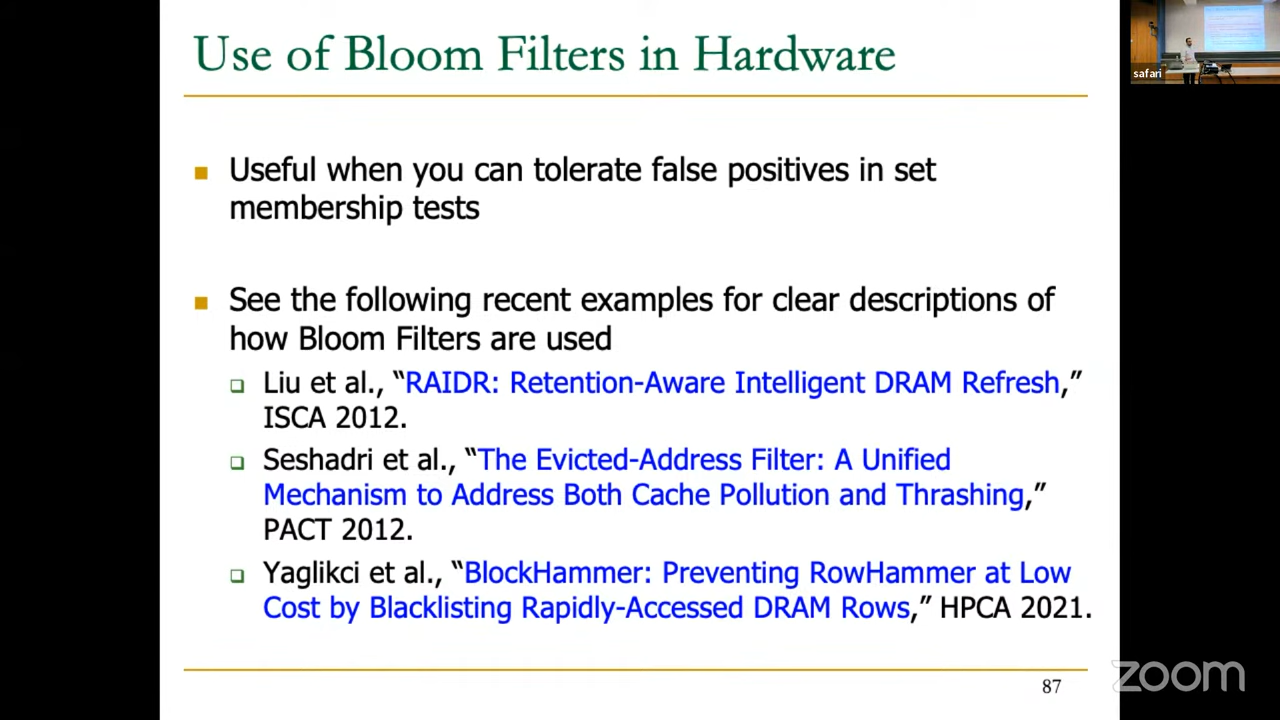 Use of Bloom Filters in Hardware
safari
Useful when you can tolerate false positives in set
membership tests
See the following recent examples for clear descriptions of
how Bloom Filters are used
Liu et al., “RAIDR: Retention-Aware Intelligent DRAM Refresh,”
ISCA 2012.
Seshadri et al., “The Evicted-Address Filter: A Unified
Mechanism to Address Both Cache Pollution and Thrashing,”
PACT 2012.
Yaglikci et al., “BlockHammer: Preventing RowHammer at Low
Cost by Blacklisting Rapidly-Accessed DRAM Rows,” HPCA 2021.
87
zoom